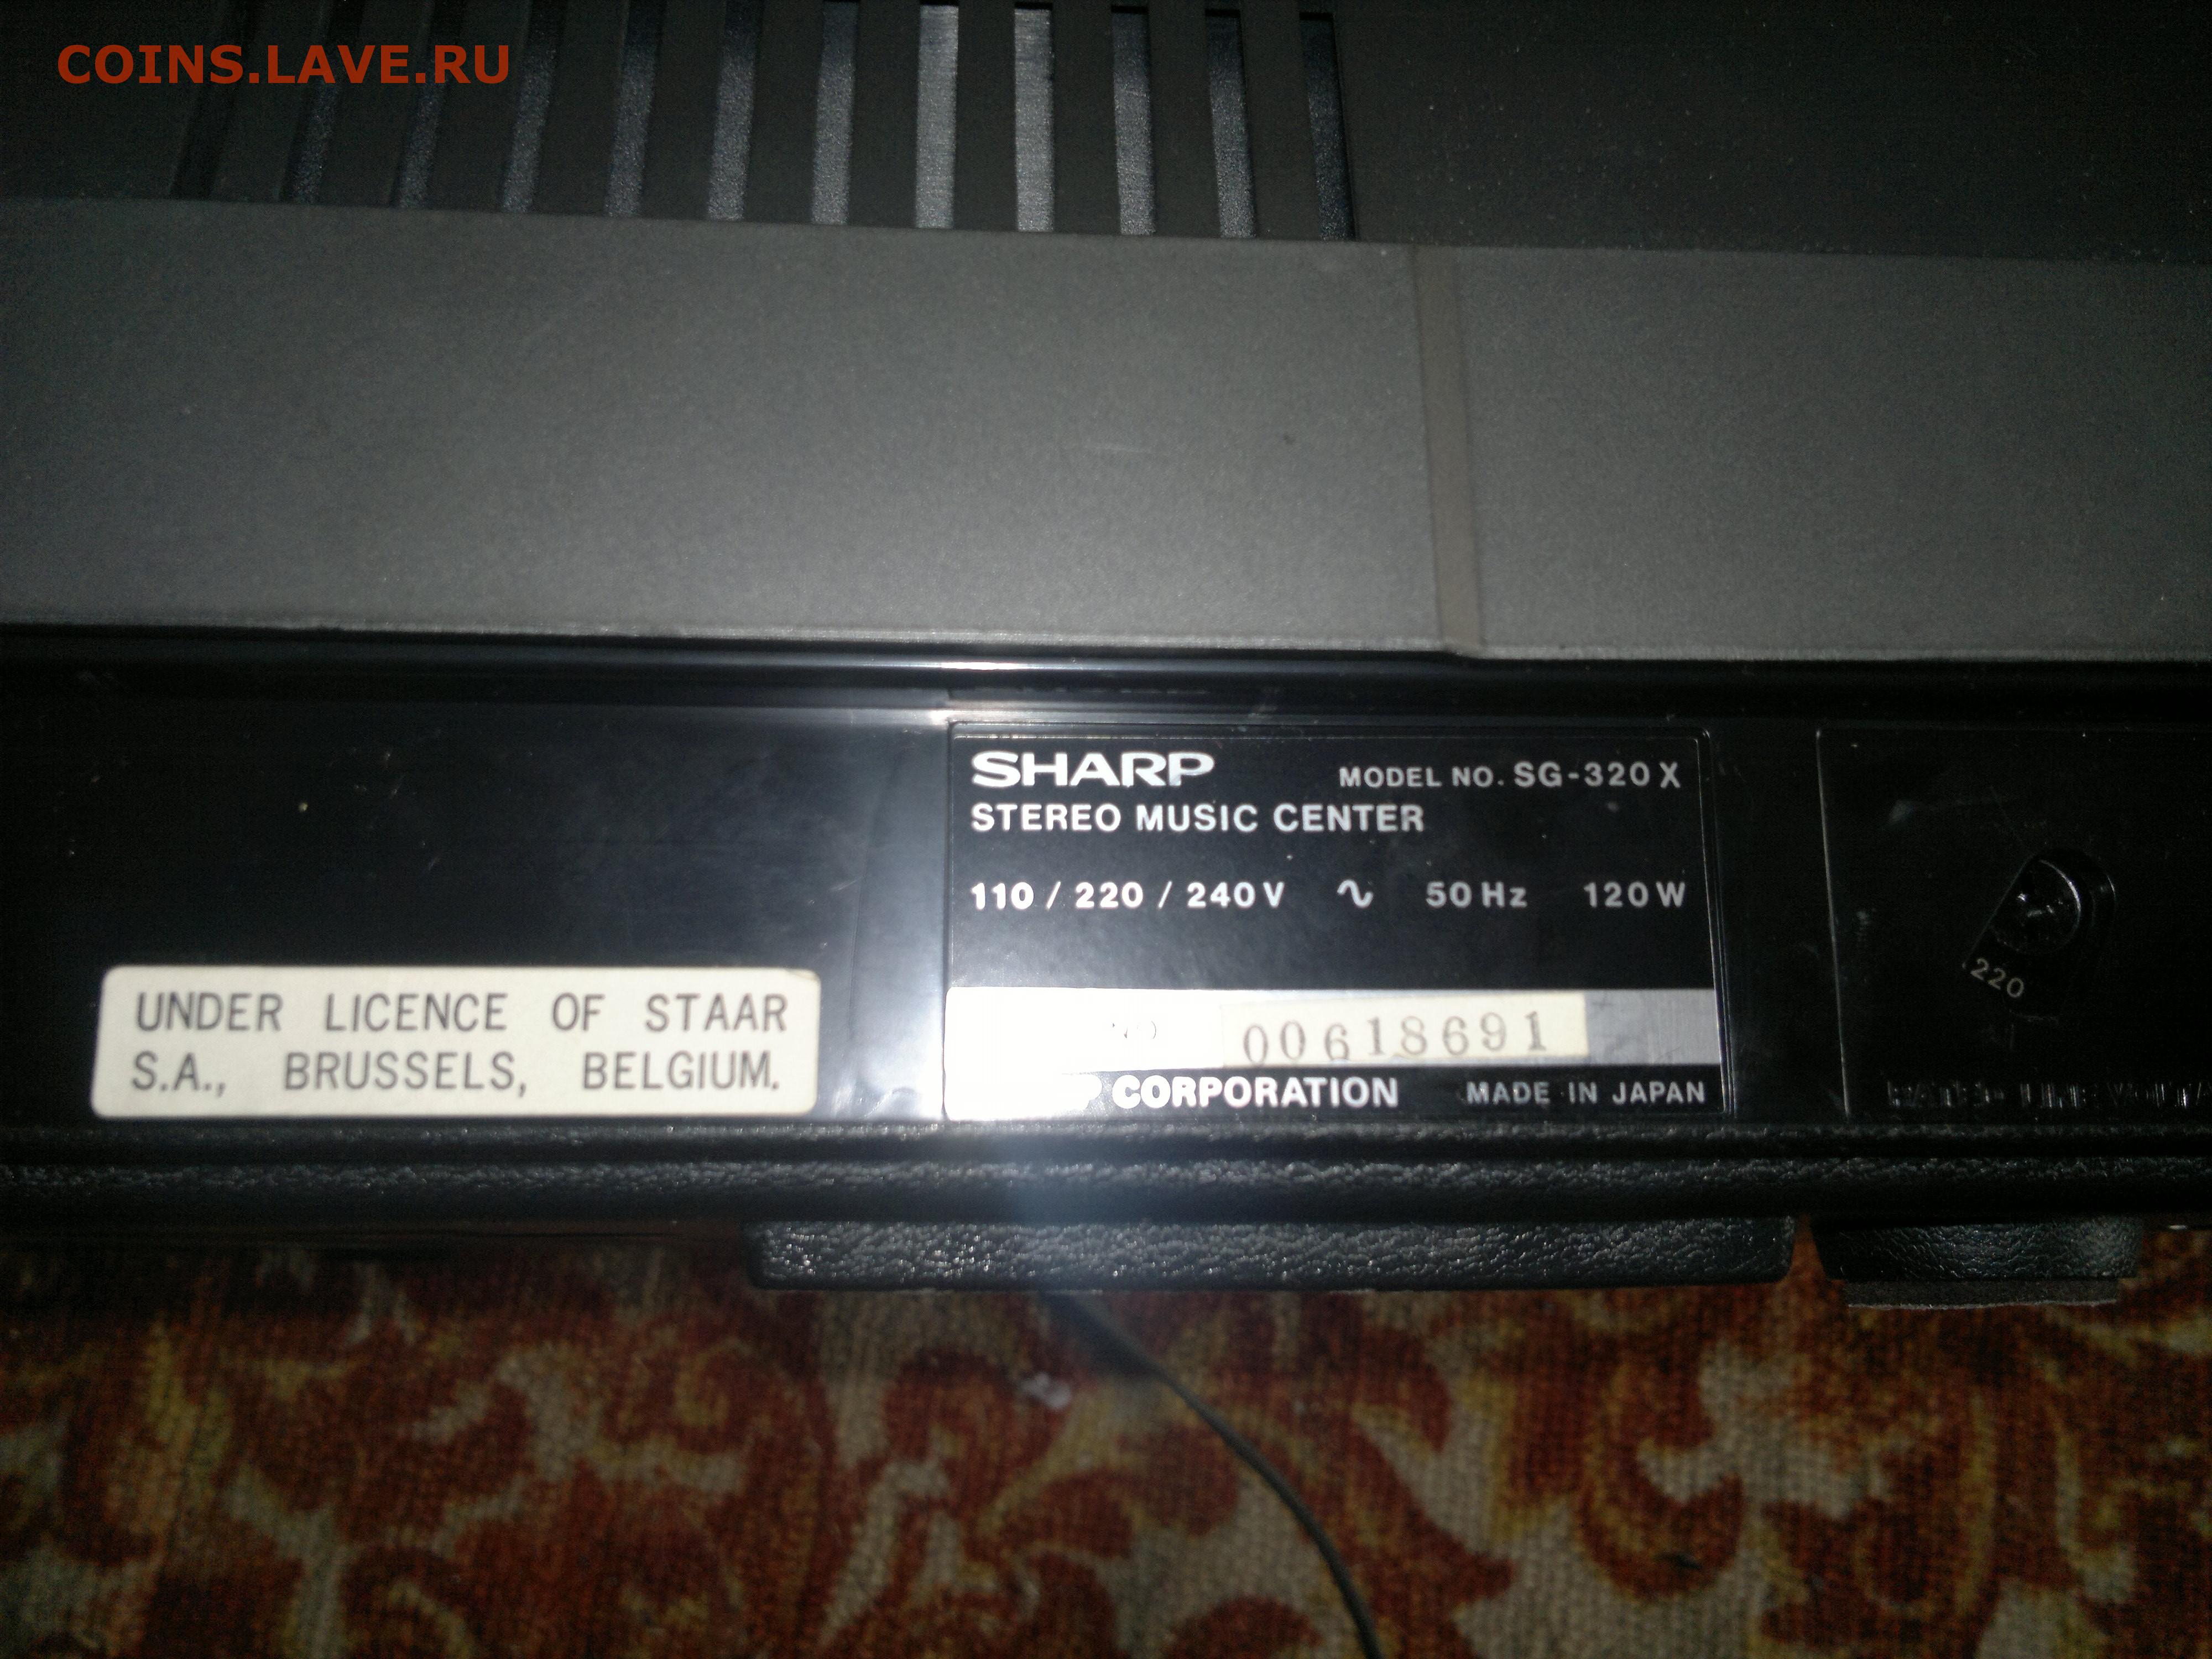 COINS.LAVE.RU
SHARP MODEL NO. SG-320 X
STEREO MUSIC CENTER
110 / 220 / 240 V ∿ 50 Hz 120 W
220
UNDER LICENCE OF STAAR
S.A., BRUSSELS, BELGIUM.
00618691
CORPORATION MADE IN JAPAN